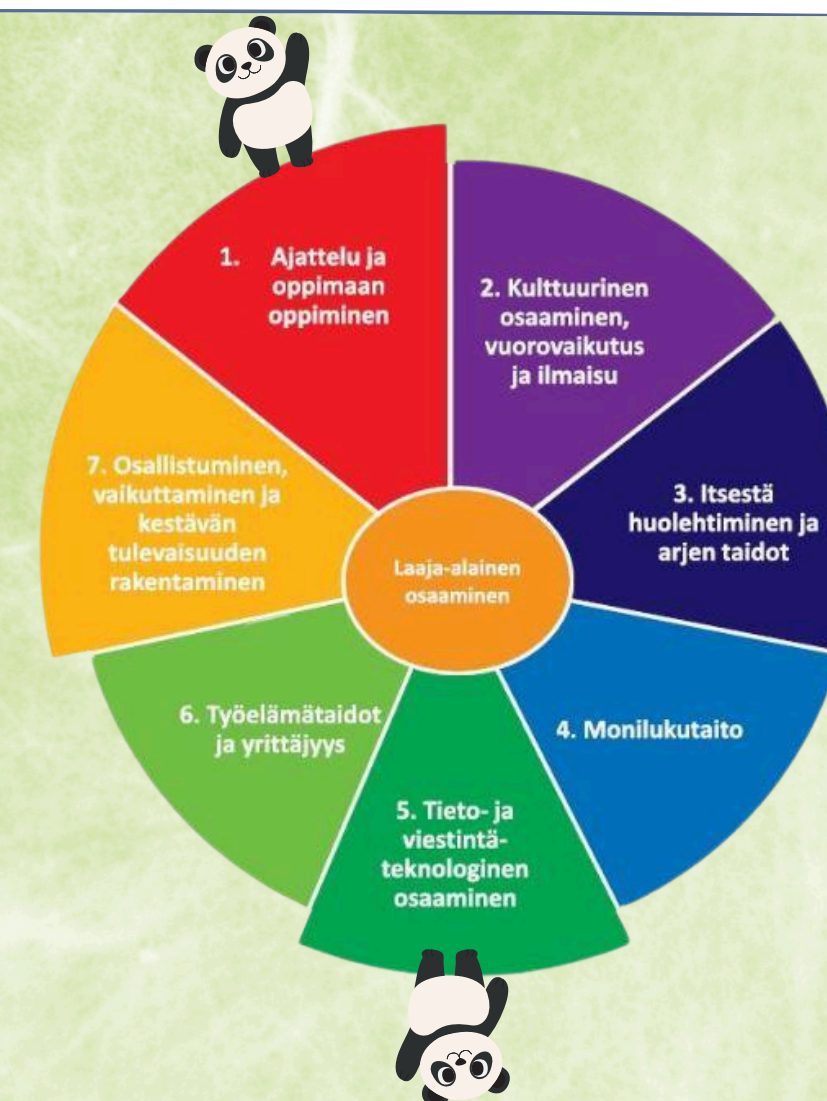 1. Ajattelu ja
oppimaan
oppiminen
2. Kulttuurinen
osaaminen,
vuorovaikutus
ja ilmaisu
3. Itsestä
huolehtiminen ja
arjen taidot
4. Monilukutaito
5. Tieto- ja
viestintä-
teknologinen
osaaminen
6. Työelämätaidot
ja yrittäjyys
7. Osallistuminen,
vaikuttaminen ja
kestävän
tulevaisuuden
rakentaminen
Laaja-alainen
osaaminen